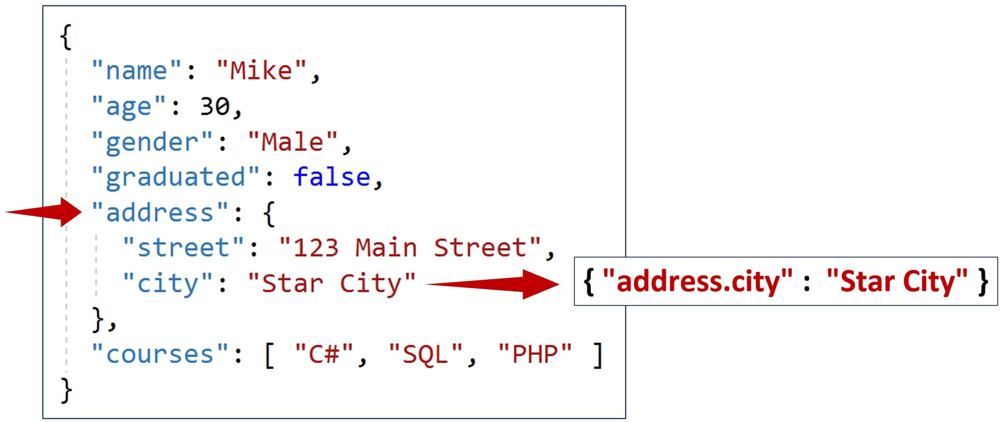 {
"name": "Mike",
"age": 30,
"gender": "Male",
"graduated": false,
"address": {
"street": "123 Main Street",
"city": "Star City"
{ "address.city" : "Star City" }
},
"courses": [ "C#", "SQL", "PHP" ]
}